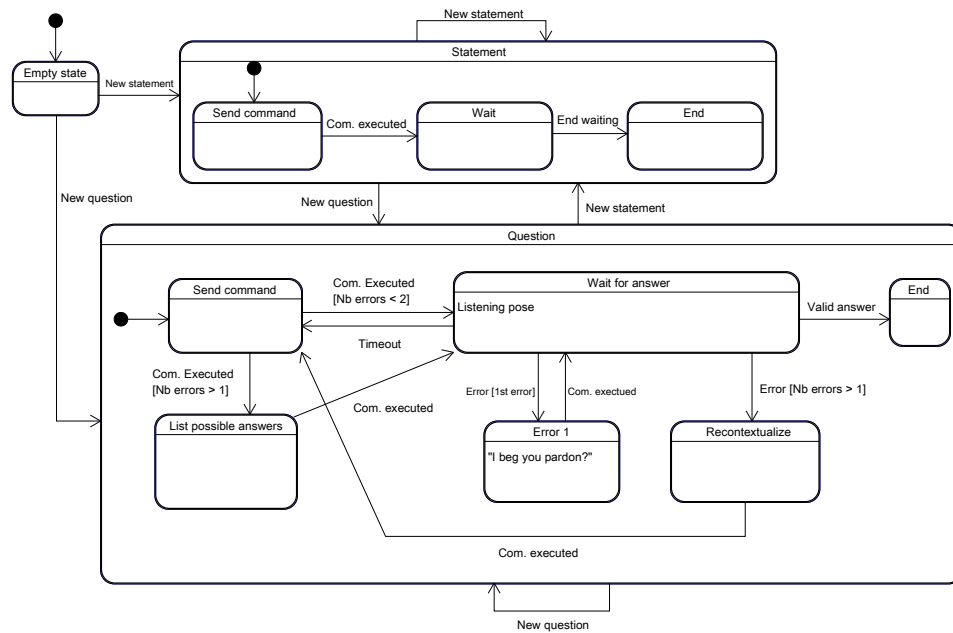 New statement
Statement
Empty state
New statement
Send command
Com. executed
Wait
End waiting
End
New question
New question
New statement
Question
Send command
Com. Executed
[Nb errors < 2]
Wait for answer
Listening pose
End
Valid answer
Timeout
Com. Executed
[Nb errors > 1]
Com. executed
Error [1st error]
Com. exectued
Error [Nb errors > 1]
List possible answers
Error 1
"I beg you pardon?"
Recontextualize
Com. executed
New question